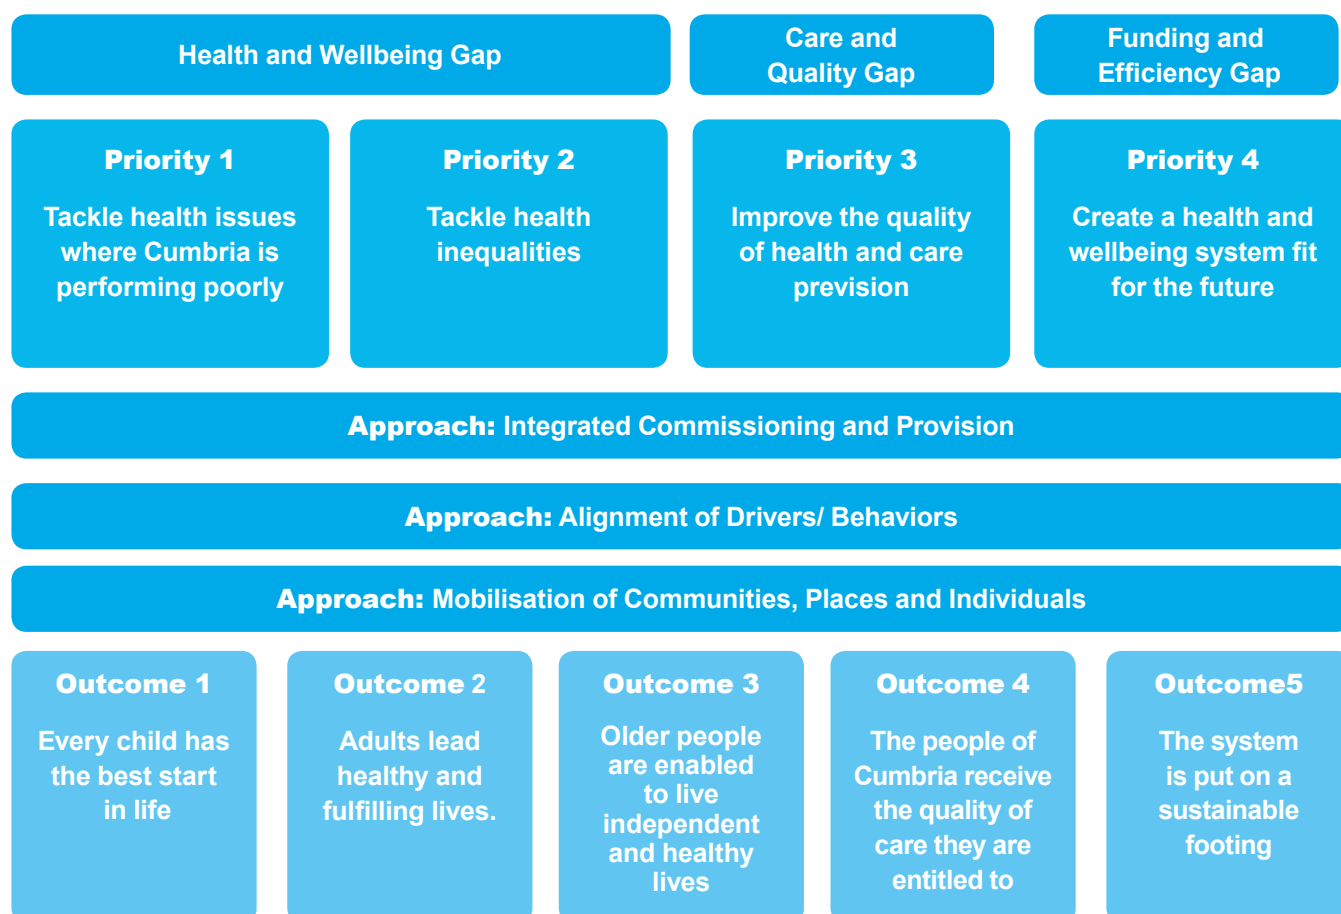 Health and Wellbeing Gap
Care and
Quality Gap
Funding and
Efficiency Gap
Priority 1
Tackle health issues
where Cumbria is
performing poorly
Priority 2
Tackle health
inequalities
Priority 3
Improve the quality
of health and care
prevision
Priority 4
Create a health and
wellbeing system fit
for the future
Approach: Integrated Commissioning and Provision
Approach: Alignment of Drivers/ Behaviors
Approach: Mobilisation of Communities, Places and Individuals
Outcome 1
Every child has
the best start
in life
Outcome 2
Adults lead
healthy and
fulfilling lives.
Outcome 3
Older people
are enabled
to live
independent
and healthy
lives
Outcome 4
The people of
Cumbria receive
the quality of
care they are
entitled to
Outcome5
The system
is put on a
sustainable
footing